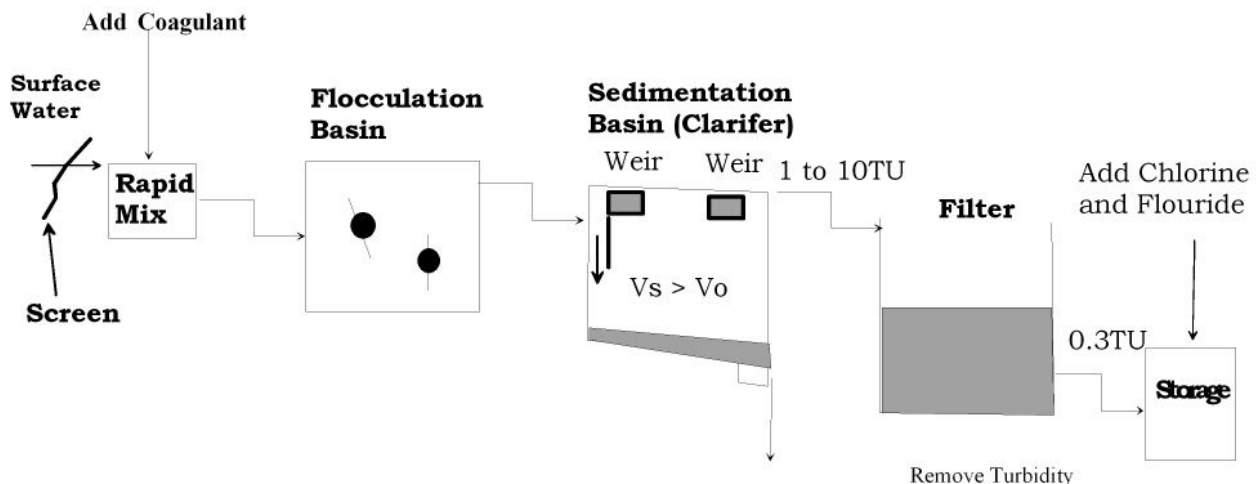 Add Coagulant
Surface
Water
Screen
Rapid
Mix
Flocculation
Basin
Sedimentation
Basin (Clarifer)
Weir
Weir
Vs > Vo
1 to 10TU
Filter
Remove Turbidity
0.3TU
Add Chlorine
and Flouride
Storage